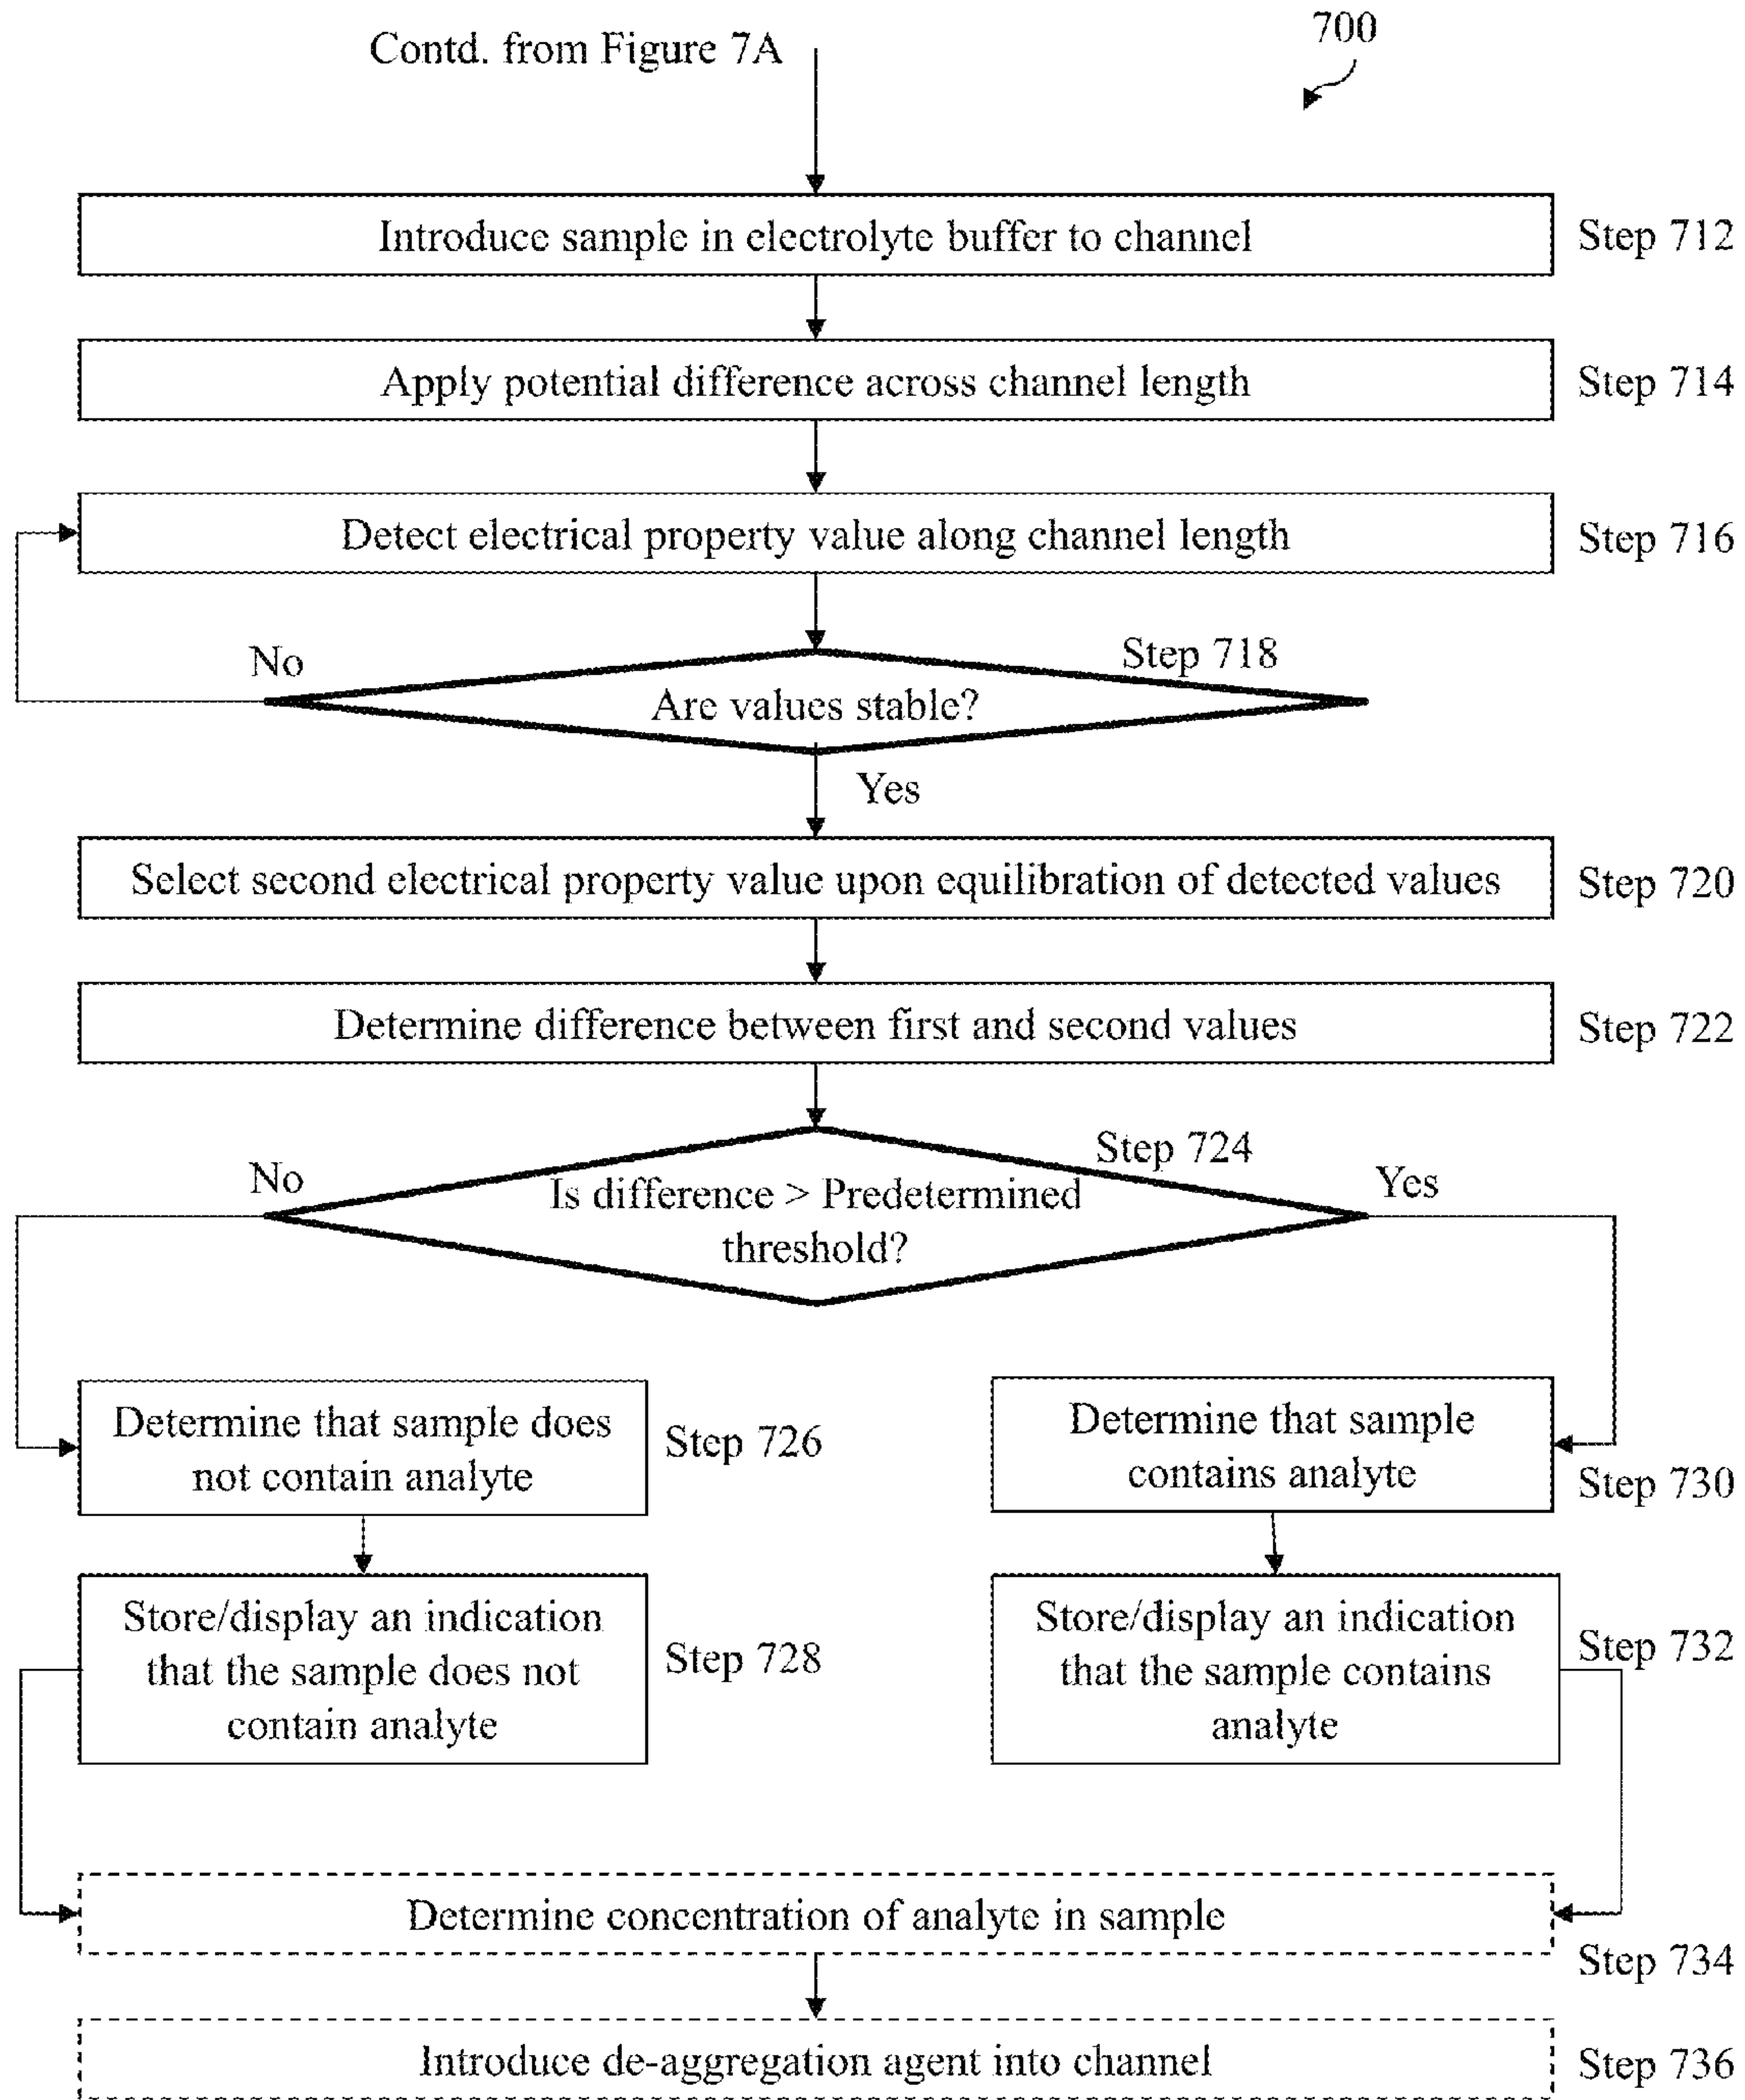 Contd. from Figure 7A
700
Introduce sample in electrolyte buffer to channel
Step 712
Apply potential difference across channel length
Step 714
Detect electrical property value along channel length
Step 716
No
Step 718
Are values stable?
Yes
Select second electrical property value upon equilibration of detected values
Step 720
Determine difference between first and second values
Step 722
No
Step 724
Yes
Is difference > Predetermined
threshold?
Determine that sample does
not contain analyte
Step 726
Determine that sample
contains analyte
Step 730
Store/display an indication
that the sample does not
contain analyte
Step 728
Store/display an indication
that the sample contains
analyte
Step 732
Determine concentration of analyte in sample
Step 734
Introduce de-aggregation agent into channel
Step 736